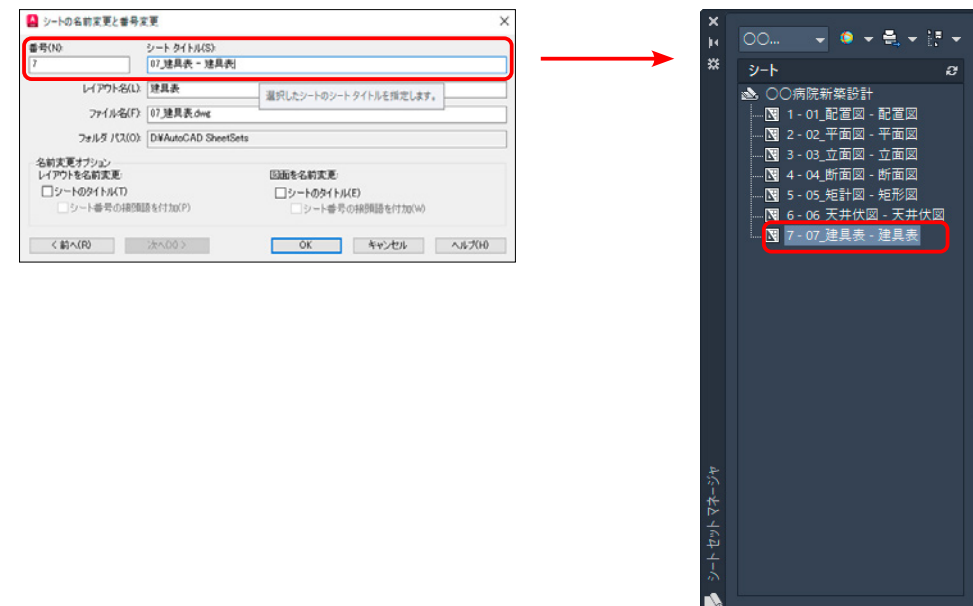 シートの名前変更と番号変更
番号(N):
シート タイトル(S):
7
07_建具表 - 建具表
レイアウト名(L):
建具表
選択したシートのシート タイトルを指定します。
ファイル名(F):
07_建具表.dwg
フォルダ パス(O):
D:¥AutoCAD SheetSets
名前変更オプション
レイアウトを名前変更:
図面を名前変更:
シートのタイトル(T)
シートのタイトル(E)
シート番号の接頭語を付加(P)
シート番号の接頭語を付加(W)
< 前へ(R)
次へ(X) >
OK
キャンセル
ヘルプ(H)
〇〇...
シート
〇〇病院新築設計
1 - 01_配置図 - 配置図
2 - 02_平面図 - 平面図
3 - 03_立面図 - 立面図
4 - 04_断面図 - 断面図
5 - 05_矩計図 - 矩形図
6 - 06_天井伏図 - 天井伏図
7 - 07_建具表 - 建具表
シート セット マネージャ